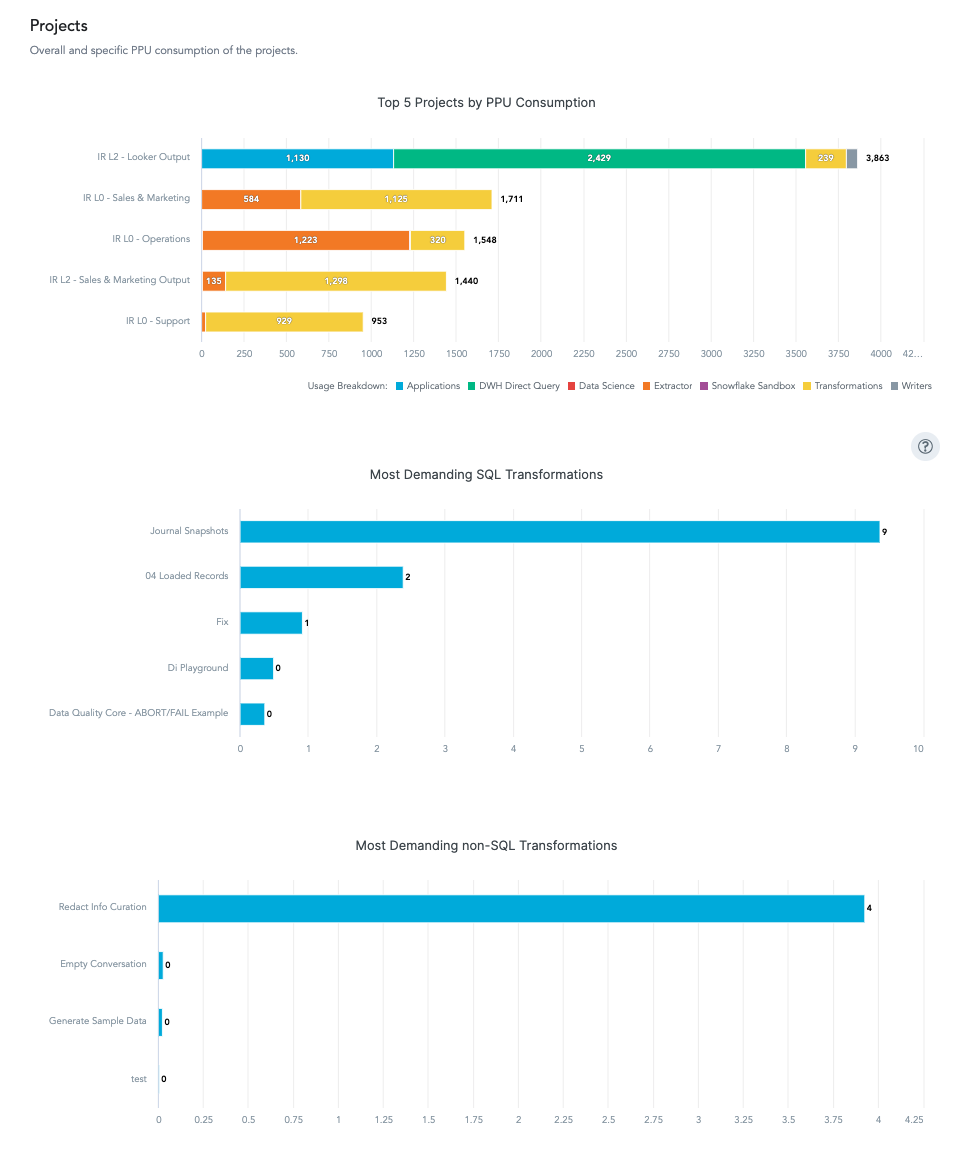 Projects
Overall and specific PPU consumption of the projects.
Top 5 Projects by PPU Consumption
IR L2 - Looker Output 1,130 2,429 239 3,863
IR L0 - Sales & Marketing 584 1,125 1,711
IR L0 - Operations 1,223 320 1,548
IR L2 - Sales & Marketing Output 135 1,298 1,440
IR L0 - Support 929 953
0 250 500 750 1000 1250 1500 1750 2000 2250 2500 2750 3000 3250 3500 3750 4000 42...
Usage Breakdown: Applications DWH Direct Query Data Science Extractor Snowflake Sandbox Transformations Writers
?
Most Demanding SQL Transformations
Journal Snapshots 9
04 Loaded Records 2
Fix 1
Di Playground 0
Data Quality Core - ABORT/FAIL Example 0
0 1 2 3 4 5 6 7 8 9 10
Most Demanding non-SQL Transformations
Redact Info Curation 4
Empty Conversation 0
Generate Sample Data 0
test 0
0 0.25 0.5 0.75 1 1.25 1.5 1.75 2 2.25 2.5 2.75 3 3.25 3.5 3.75 4 4.25